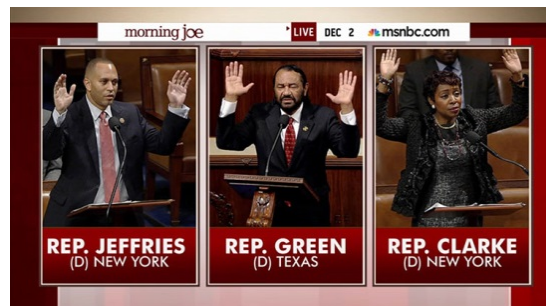 morning joe
LIVE DEC 2 msnbc.com
REP. JEFFRIES
(D) NEW YORK
REP. GREEN
(D) TEXAS
REP. CLARKE
(D) NEW YORK